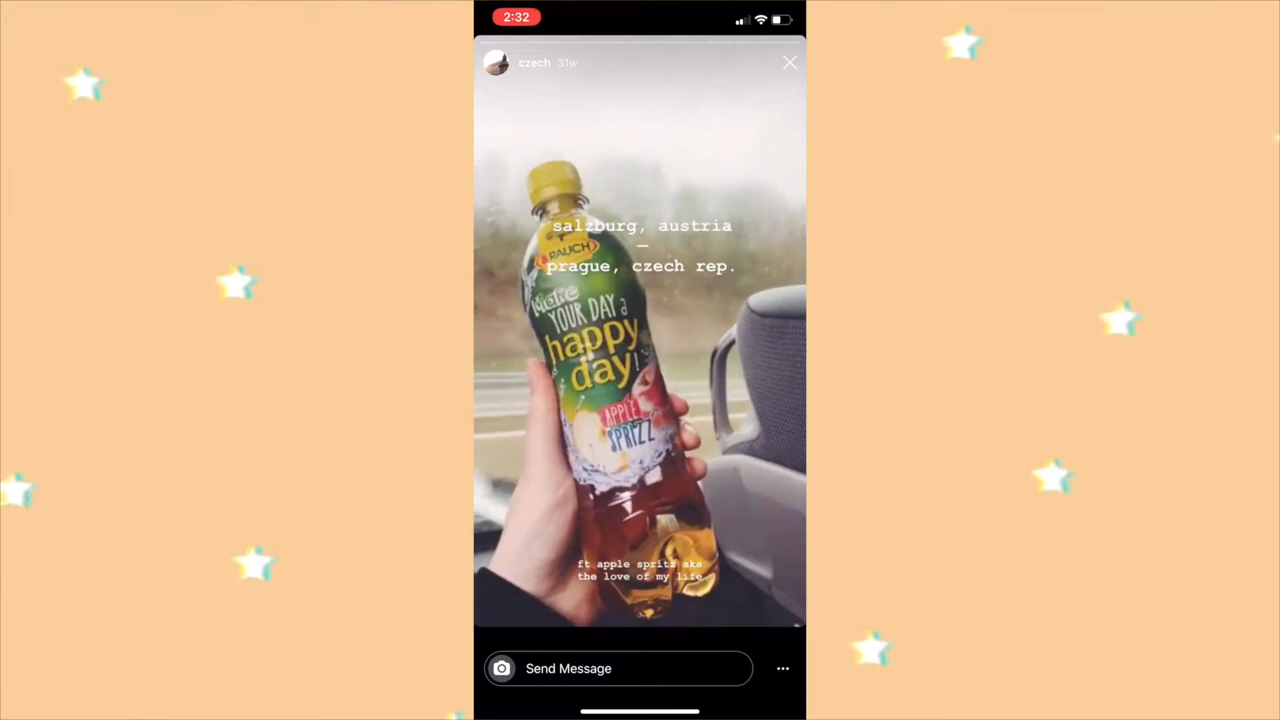 2:32
czech 31w
salzburg, austria
—
prague, czech rep.
RAUCH
Make
YOUR DAY a
happy
day!
APPLE
SPRIZZ
ft apple spritz aka
the love of my life
Send Message